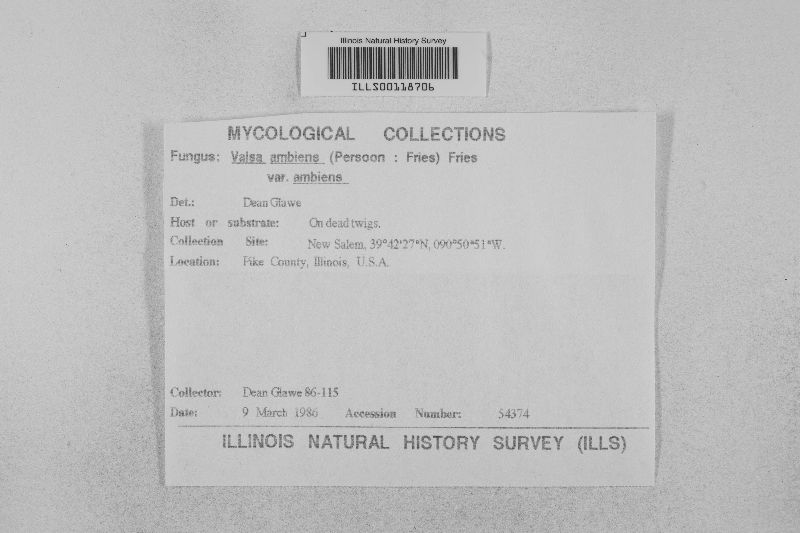 Illinois Natural History Survey
ILLS00118706
MYCOLOGICAL COLLECTIONS
Fungus: Valsa ambiens (Persoon : Fries) Fries
var. ambiens
Det.: Dean Glawe
Host or substrate: On dead twigs.
Collection Site: New Salem, 39°42'27"N, 090°50'51"W.
Location: Pike County, Illinois, U.S.A.
Collector: Dean Glawe 86-115
Date: 9 March 1986 Accession Number: 54374
ILLINOIS NATURAL HISTORY SURVEY (ILLS)